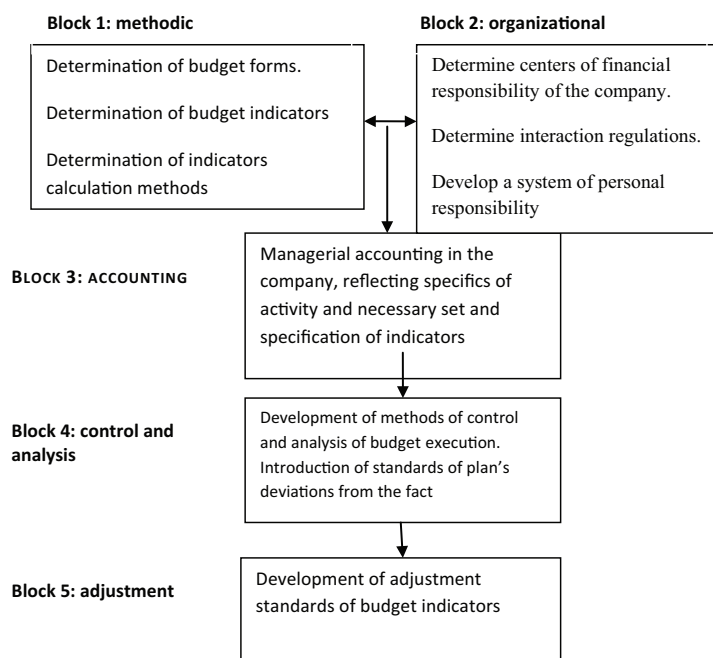 Block 1: methodic
Determination of budget forms.
Determination of budget indicators
Determination of indicators
calculation methods
Block 2: organizational
Determine centers of financial
responsibility of the company.
Determine interaction regulations.
Develop a system of personal
responsibility
BLOCK 3: ACCOUNTING
Managerial accounting in the
company, reflecting specifics of
activity and necessary set and
specification of indicators
Block 4: control and
analysis
Development of methods of control
and analysis of budget execution.
Introduction of standards of plan's
deviations from the fact
Block 5: adjustment
Development of adjustment
standards of budget indicators